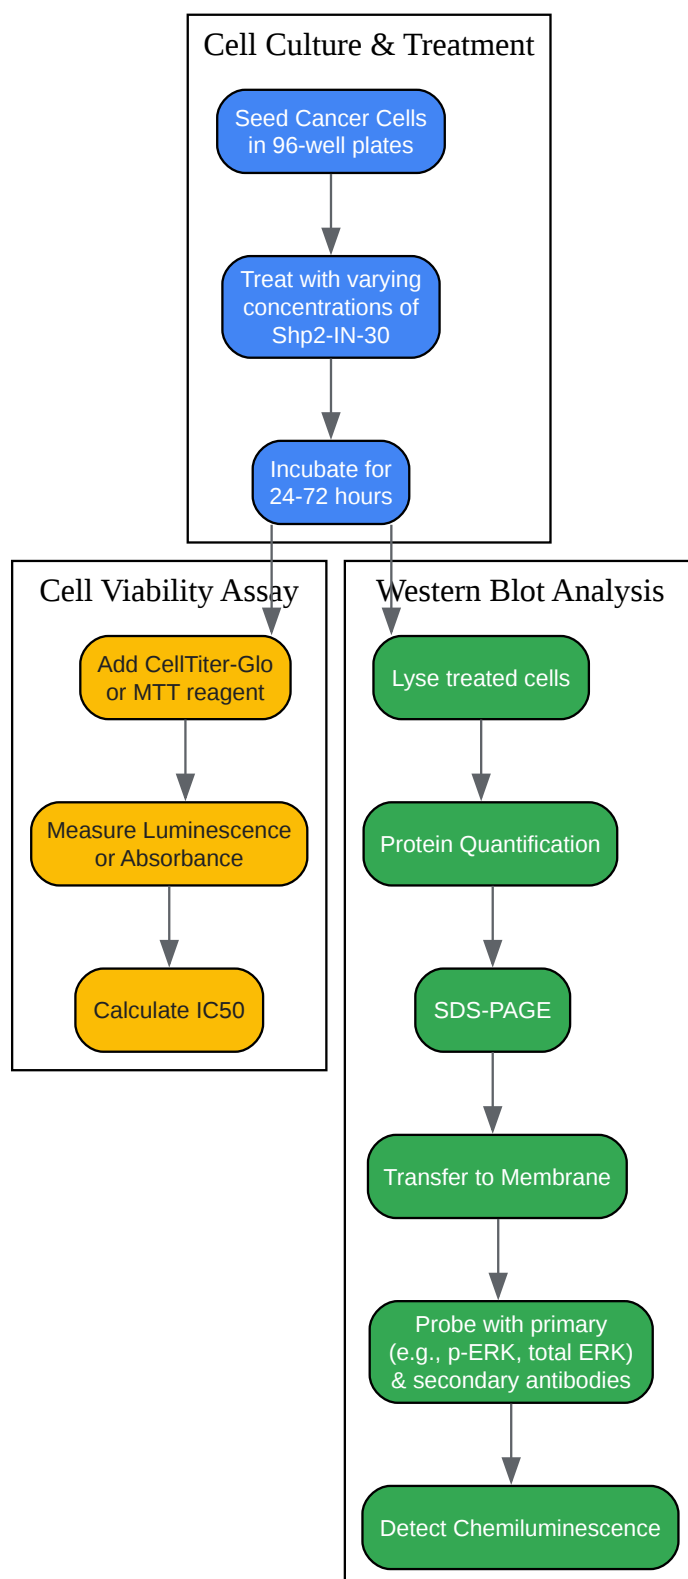 Cell Culture & Treatment
Seed Cancer Cells
in 96-well plates
Treat with varying
concentrations of
Shp2-IN-30
Incubate for
24-72 hours
Cell Viability Assay
Add CellTiter-Glo
or MTT reagent
Measure Luminescence
or Absorbance
Calculate IC50
Western Blot Analysis
Lyse treated cells
Protein Quantification
SDS-PAGE
Transfer to Membrane
Probe with primary
(e.g., p-ERK, total ERK)
& secondary antibodies
Detect Chemiluminescence